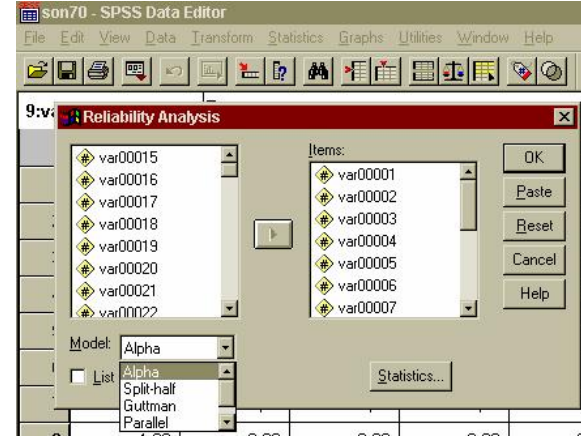 son70 - SPSS Data Editor
File Edit View Data Transform Statistics Graphs Utilities Window Help
Reliability Analysis
var00015
var00016
var00017
var00018
var00019
var00020
var00021
var00022
Items:
var00001
var00002
var00003
var00004
var00005
var00006
var00007
OK
Paste
Reset
Cancel
Help
Model: Alpha
List
Alpha
Split-half
Guttman
Parallel
Statistics...